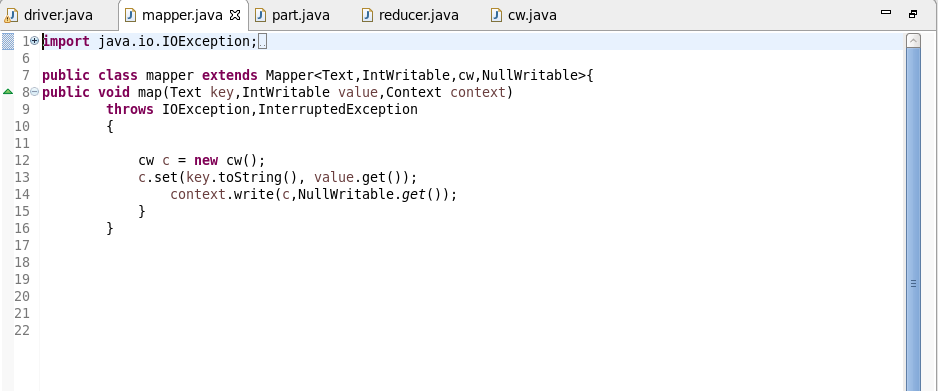 driver.java mapper.java part.java reducer.java cw.java
1 import java.io.IOException;
6
7 public class mapper extends Mapper<Text,IntWritable,cw,NullWritable>{
8 public void map(Text key,IntWritable value,Context context)
9 throws IOException,InterruptedException
10 {
11
12 cw c = new cw();
13 c.set(key.toString(), value.get());
14 context.write(c,NullWritable.get());
15 }
16 }
17
18
19
20
21
22